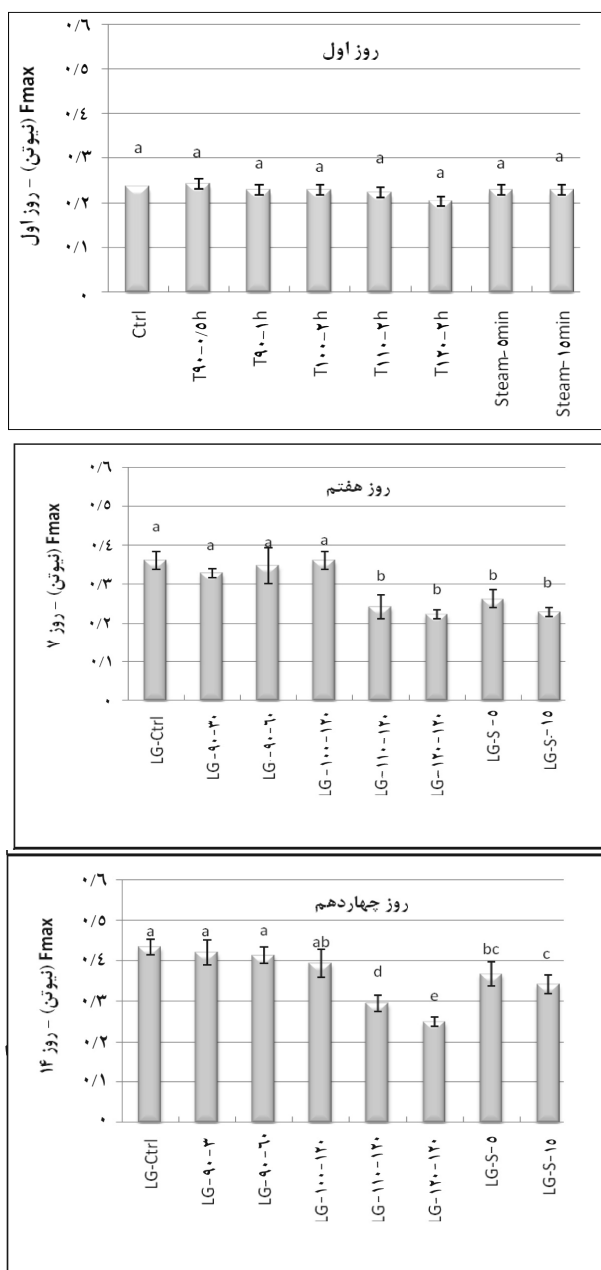 روز اول
Fmax (نیوتن) – روز اول
۰/۶
۰/۵
۰/۴
۰/۳
۰/۲
۰/۱
۰
a a a a a a a a
Ctrl
T۹۰-۰/۵h
T۹۰-۱h
T۱۰۰-۲h
T۱۱۰-۲h
T۱۲۰-۲h
Steam-۵min
Steam-۱۵min
روز هفتم
Fmax (نیوتن) – روز ۷
۰/۶
۰/۵
۰/۴
۰/۳
۰/۲
۰/۱
۰
a a a a b b b b
LG-Ctrl
LG-۹۰-۳۰
LG-۹۰-۶۰
LG-۱۰۰-۱۲۰
LG-۱۱۰-۱۲۰
LG-۱۲۰-۱۲۰
LG-S-۵
LG-S-۱۵
روز چهاردهم
Fmax (نیوتن) – روز ۱۴
۰/۶
۰/۵
۰/۴
۰/۳
۰/۲
۰/۱
۰
a a a ab d e bc c
LG-Ctrl
LG-۹۰-۳
LG-۹۰-۶۰
LG-۱۰۰-۱۲۰
LG-۱۱۰-۱۲۰
LG-۱۲۰-۱۲۰
LG-S-۵
LG-S-۱۵